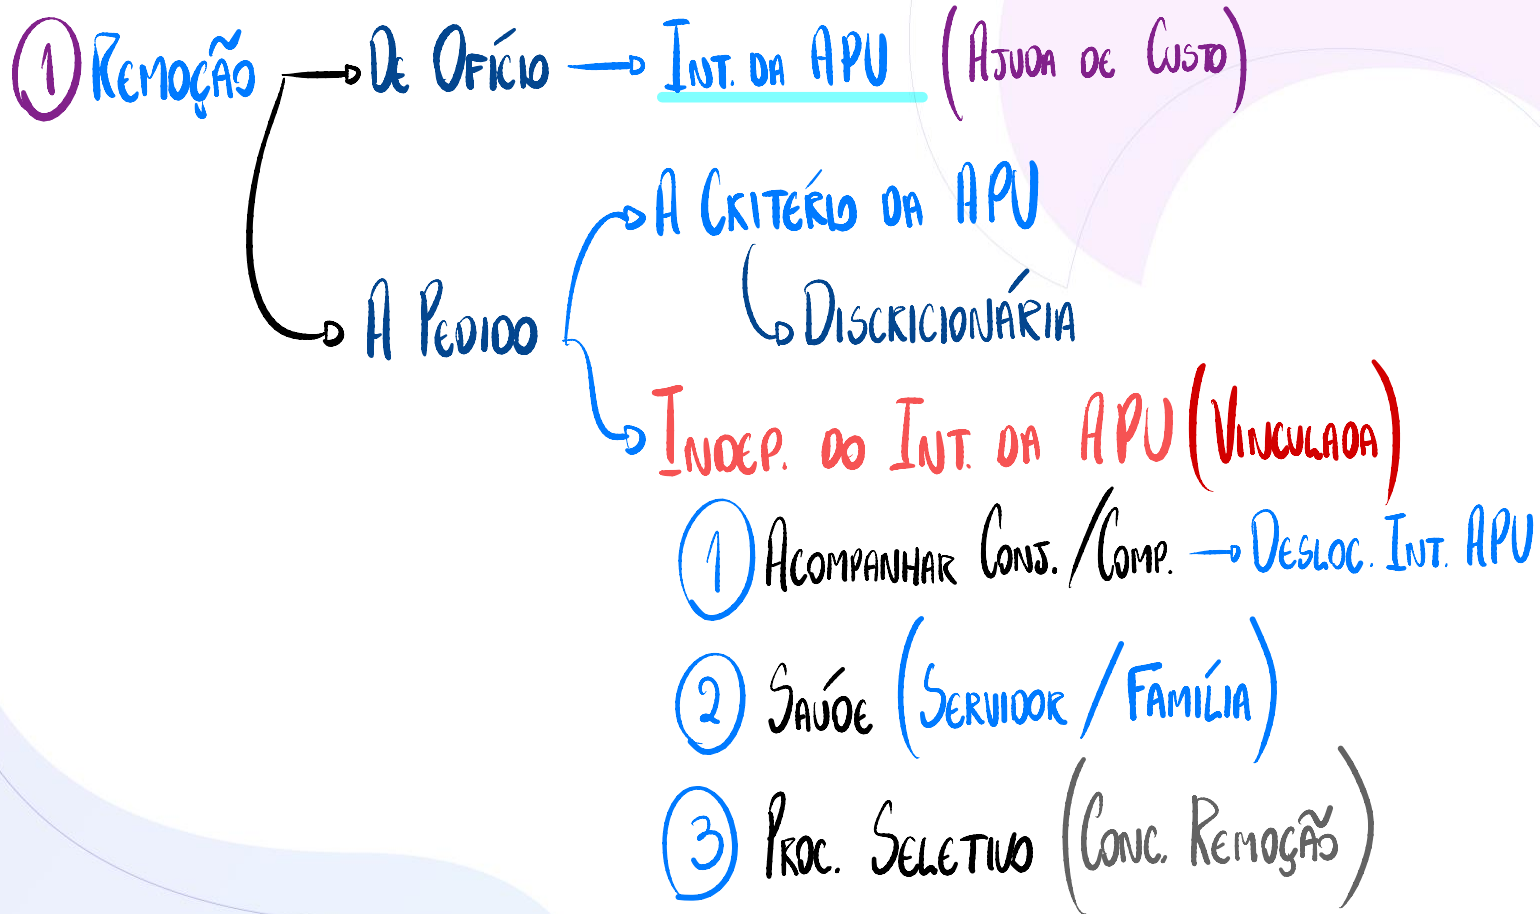 1 REMOÇÃO → DE OFÍCIO → INT. DA APU (AJUDA DE CUSTO)
A CRITÉRIO DA APU
DISCRICIONÁRIA
A PEDIDO
INDEP. DO INT. DA APU (VINCULADA)
1 ACOMPANHAR CONJ./COMP. → DESLOC. INT. APU
2 SAÚDE (SERVIDOR / FAMÍLIA)
3 PROC. SELETIVO (CONC. REMOÇÃO)